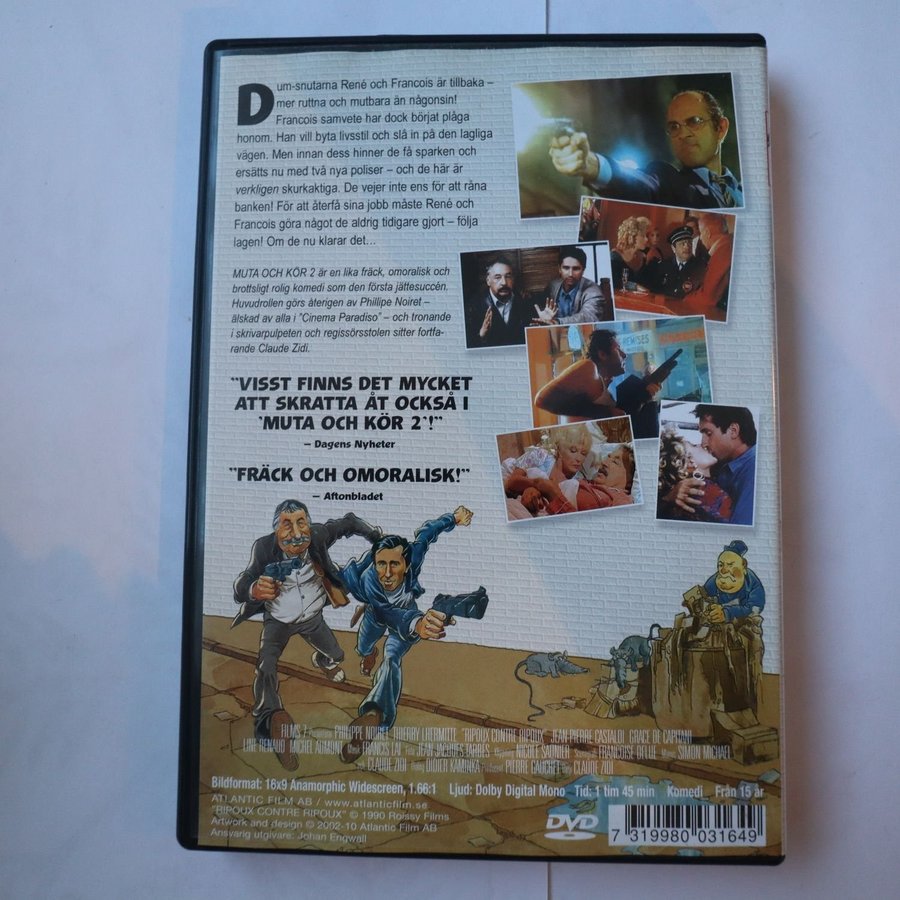 Dum-snutarna René och Francois är tillbaka –
mer ruttna och mutbara än någonsin!
Francois samvete har dock börjat plåga
honom. Han vill byta livsstil och slå in på den lagliga
vägen. Men innan dess hinner de få sparken och
ersätts nu med två nya poliser – och de här är
verkligen skurkaktiga. De vejer inte ens för att råna
banken! För att återfå sina jobb måste René och
Francois göra något de aldrig tidigare gjort – följa
lagen! Om de nu klarar det...
MUTA OCH KÖR 2 är en lika fräck, omoralisk och
brottsligt rolig komedi som den första jättesuccén.
Huvudrollen görs återigen av Phillipe Noiret –
älskad av alla i "Cinema Paradiso" – och tronande
i skrivarpulpeten och regissörsstolen sitter fortfa-
rande Claude Zidi.
"VISST FINNS DET MYCKET
ATT SKRATTA ÅT OCKSÅ I
'MUTA OCH KÖR 2'!"
– Dagens Nyheter
"FRÄCK OCH OMORALISK!"
– Aftonbladet
REMISES
FILMS 7 PHILIPPE NOIRET THIERRY LHERMITTE "RIPOUX CONTRE RIPOUX" JEAN-PIERRE CASTALDI GRACE DE CAPITANI
LINE RENAUD MICHEL AUMONT Musik FRANCIS LAI JEAN-JACQUES TARBES NICOLE SAUNIER FRANÇOISE DELUE SIMON MICHAEL
CLAUDE ZIDI DIDIER KAMINKA PIERRE GAUCHET CLAUDE ZIDI
Bildformat: 16x9 Anamorphic Widescreen, 1.66:1 Ljud: Dolby Digital Mono Tid: 1 tim 45 min Komedi Från 15 år
ATLANTIC FILM AB / www.atlanticfilm.se
"RIPOUX CONTRE RIPOUX" © 1990 Roissy Films
Artwork and design © 2002-10 Atlantic Film AB
Ansvarig utgivare: Johan Engwall
DVD
7 319980 031649